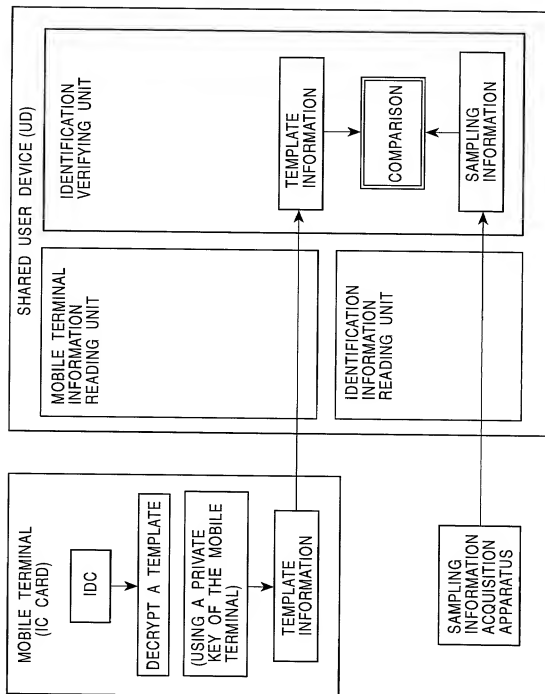 SHARED USER DEVICE (UD)
MOBILE TERMINAL
(IC CARD)
IDC
DECRYPT A TEMPLATE
(USING A PRIVATE
KEY OF THE MOBILE
TERMINAL)
TEMPLATE
INFORMATION
SAMPLING
INFORMATION
ACQUISITION
APPARATUS
MOBILE TERMINAL
INFORMATION
READING UNIT
IDENTIFICATION
INFORMATION
READING UNIT
IDENTIFICATION
VERIFYING UNIT
TEMPLATE
INFORMATION
COMPARISON
SAMPLING
INFORMATION